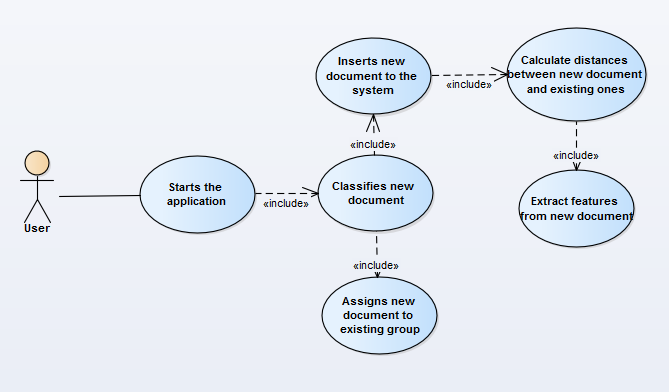 Inserts new
document to the
system
«include»
Calculate distances
between new document
and existing ones
«include»
«include»
User
Starts the
application
«include»
Classifies new
document
Extract features
from new document
«include»
Assigns new
document to
existing group